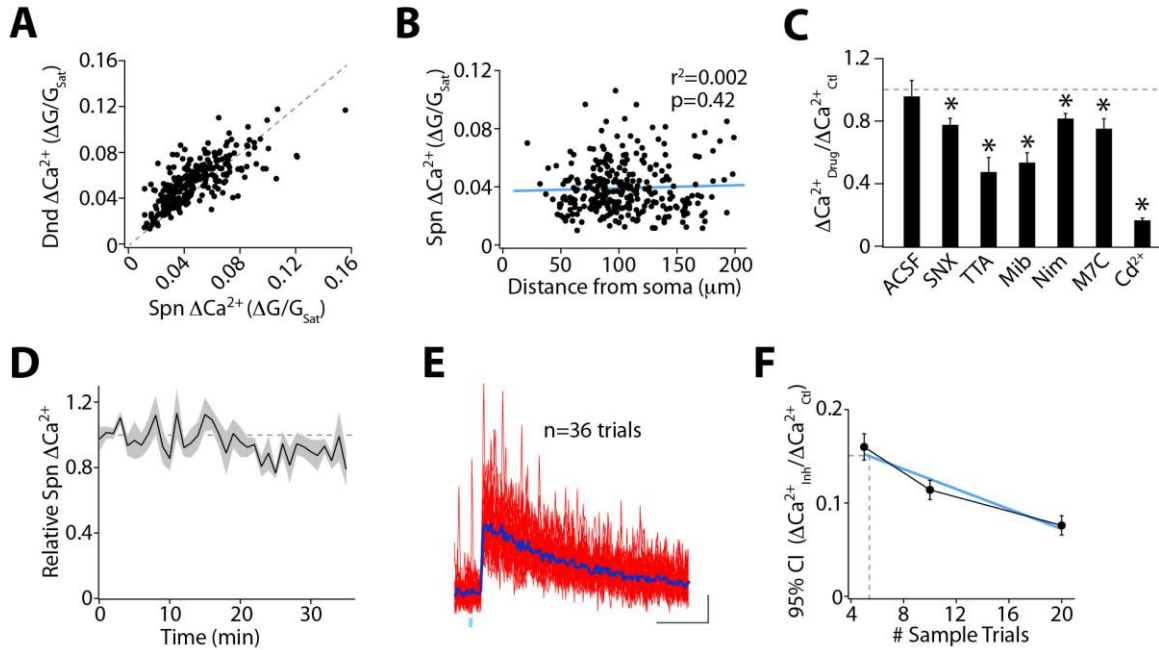 A
Dnd ΔCa²⁺ (ΔG/G_Sat)
0.16
0.12
0.08
0.04
0
0
0.04
0.08
0.12
0.16
Spn ΔCa²⁺ (ΔG/G_Sat)
B
Spn ΔCa²⁺ (ΔG/G_Sat)
0.12
0.08
0.04
0
r²=0.002
p=0.42
0
50
100
150
200
Distance from soma (μm)
C
ΔCa²⁺_Drug/ΔCa²⁺_Ctl
1.2
0.8
0.4
0
* * * * * *
ACSF
SNX
TTA
Mib
Nim
M7C
Cd²⁺
D
Relative Spn ΔCa²⁺
1.2
0.8
0.4
0
0
10
20
30
Time (min)
E
n=36 trials
F
95% CI (ΔCa²⁺_Inh/ΔCa²⁺_Ctl)
0.2
0.1
0
4
8
12
16
20
# Sample Trials